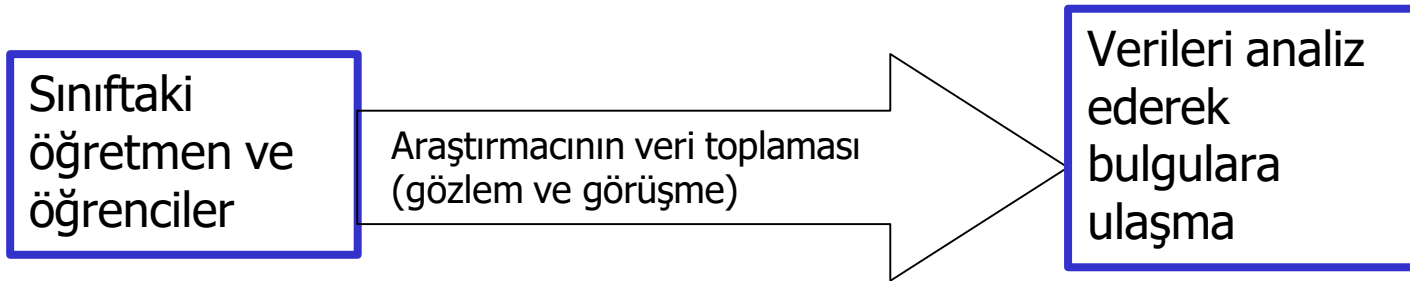 Sınıftaki
öğretmen ve
öğrenciler
Araştırmacının veri toplaması
(gözlem ve görüşme)
Verileri analiz
ederek
bulgulara
ulaşma